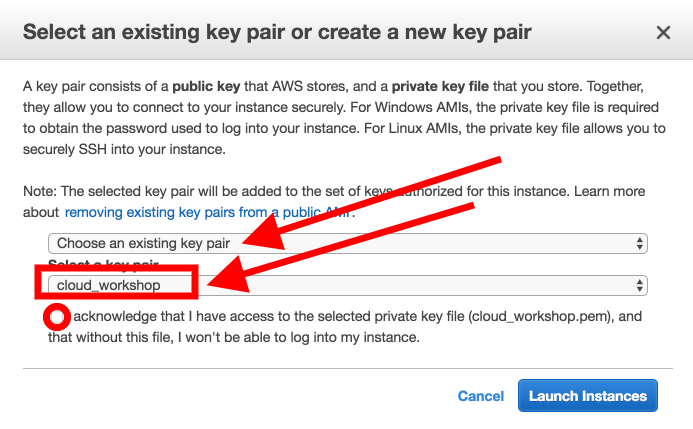 Select an existing key pair or create a new key pair
A key pair consists of a public key that AWS stores, and a private key file that you store. Together,
they allow you to connect to your instance securely. For Windows AMIs, the private key file is required
to obtain the password used to log into your instance. For Linux AMIs, the private key file allows you to
securely SSH into your instance.
Note: The selected key pair will be added to the set of keys authorized for this instance. Learn more
about removing existing key pairs from a public AMI.
Choose an existing key pair
Select a key pair
cloud_workshop
acknowledge that I have access to the selected private key file (cloud_workshop.pem), and
that without this file, I won't be able to log into my instance.
Cancel
Launch Instances